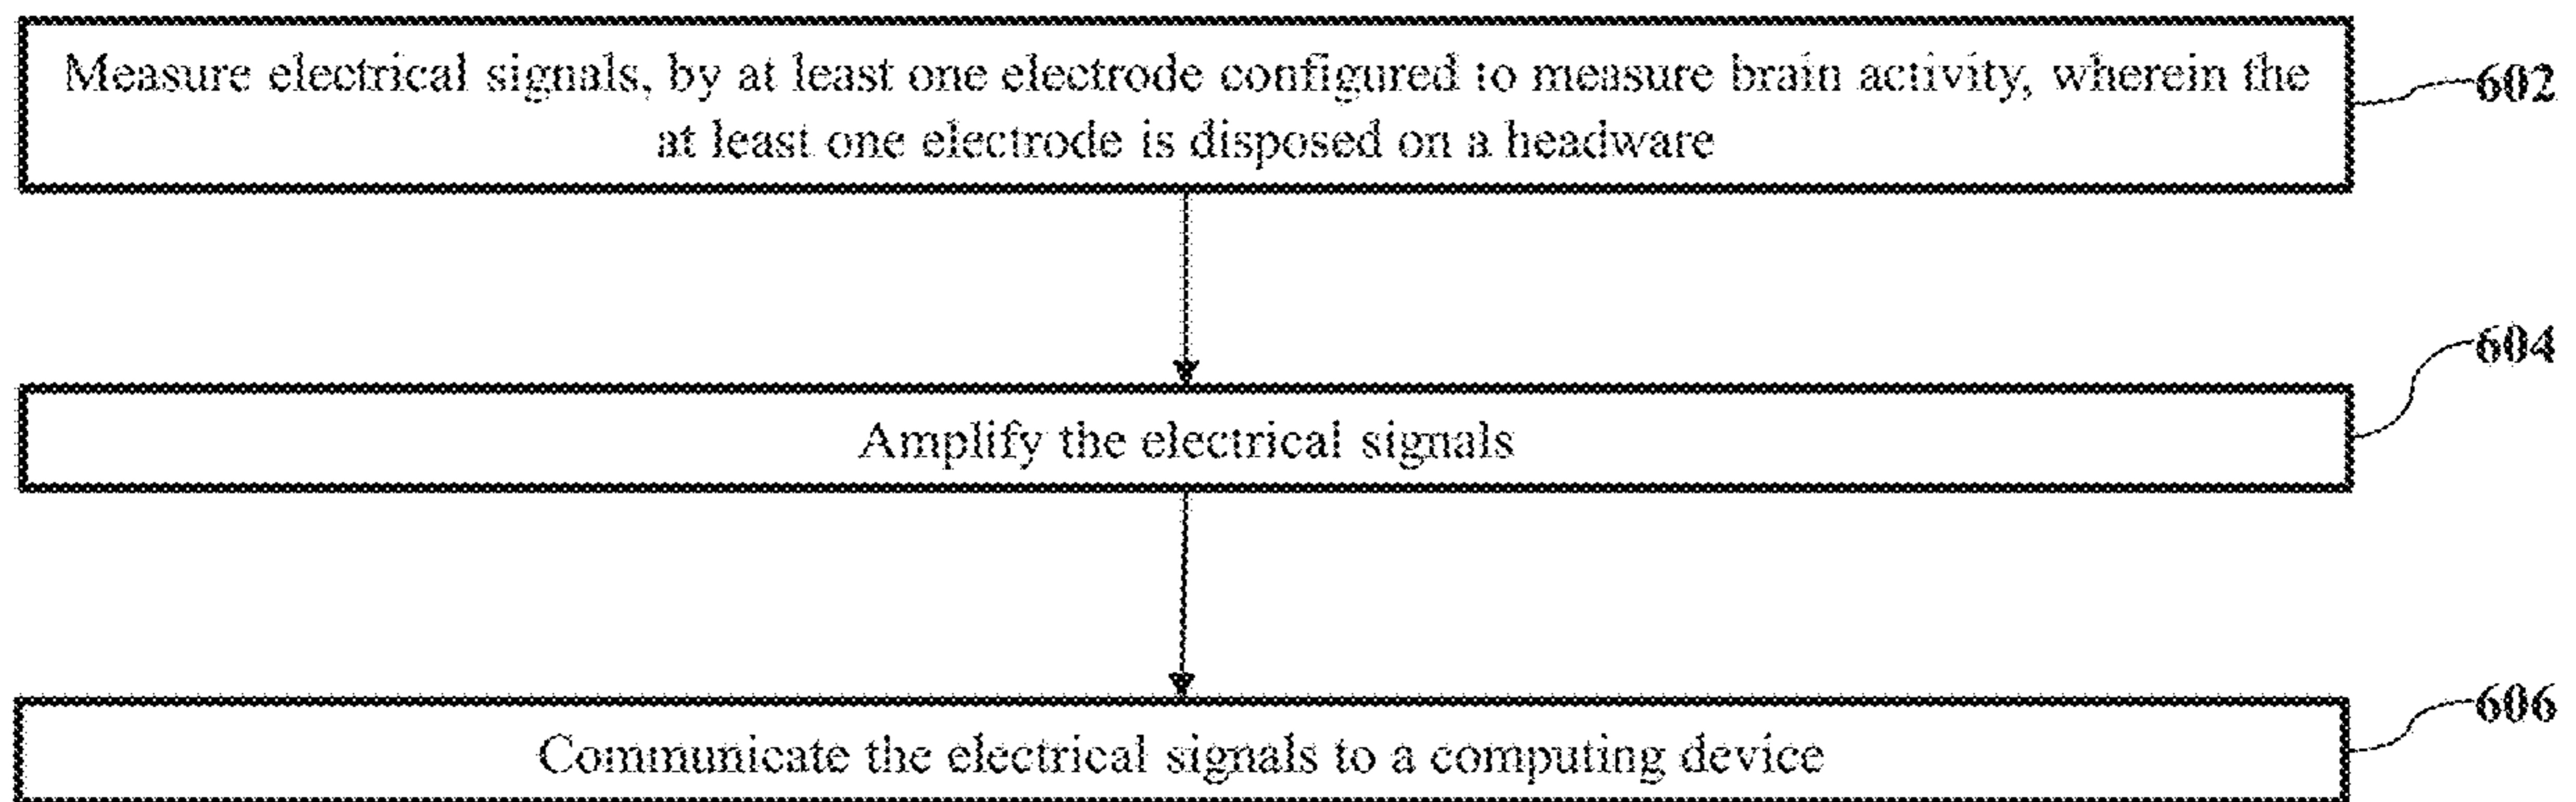 Measure electrical signals, by at least one electrode configured to measure brain activity, wherein the
at least one electrode is disposed on a headware
602
Amplify the electrical signals
604
Communicate the electrical signals to a computing device
606